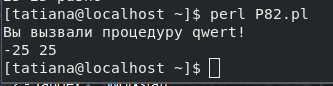 [tatiana@localhost ~]$ perl P82.pl
Вы вызвали процедуру qwert!
-25 25
[tatiana@localhost ~]$